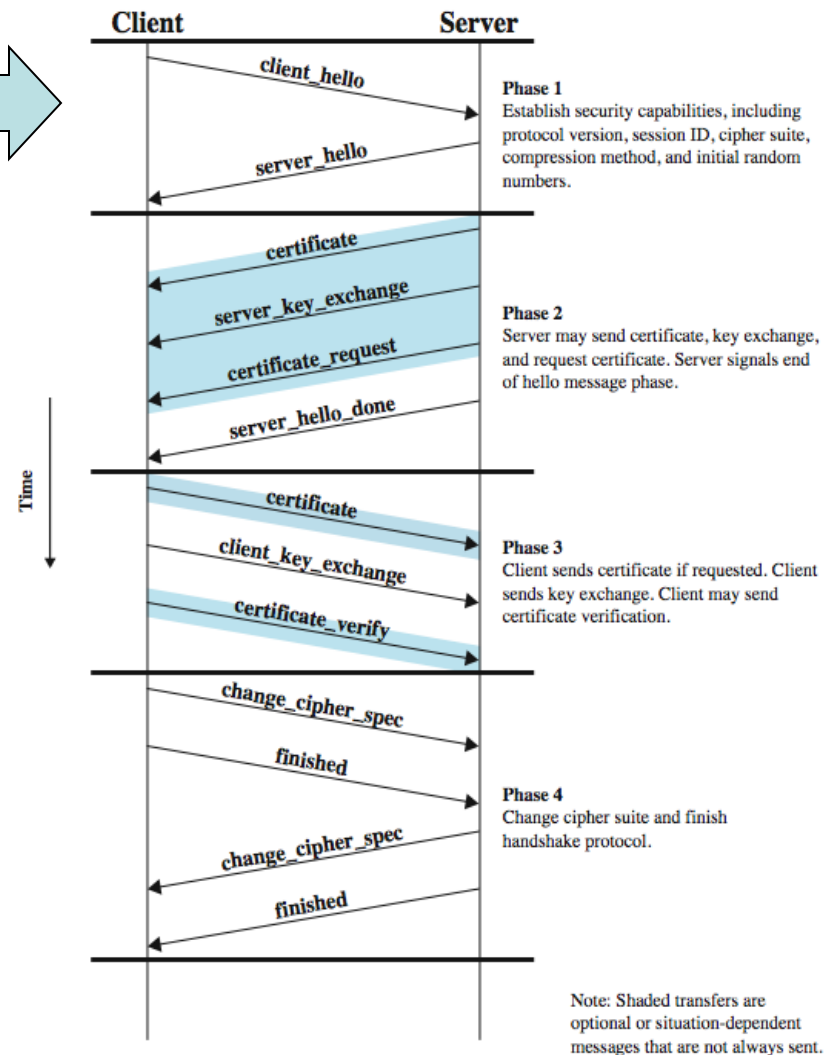 Client Server
client_hello
Phase 1
Establish security capabilities, including
protocol version, session ID, cipher suite,
compression method, and initial random
numbers.
server_hello
certificate
server_key_exchange
certificate_request
server_hello_done
Phase 2
Server may send certificate, key exchange,
and request certificate. Server signals end
of hello message phase.
Time
certificate
client_key_exchange
certificate_verify
Phase 3
Client sends certificate if requested. Client
sends key exchange. Client may send
certificate verification.
change_cipher_spec
finished
change_cipher_spec
finished
Phase 4
Change cipher suite and finish
handshake protocol.
Note: Shaded transfers are
optional or situation-dependent
messages that are not always sent.